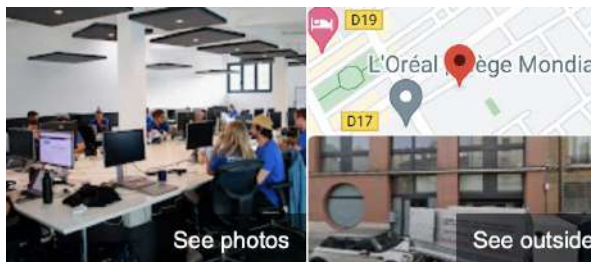 D19
L'Oréal
ège Mondia
D17
See photos
See outside